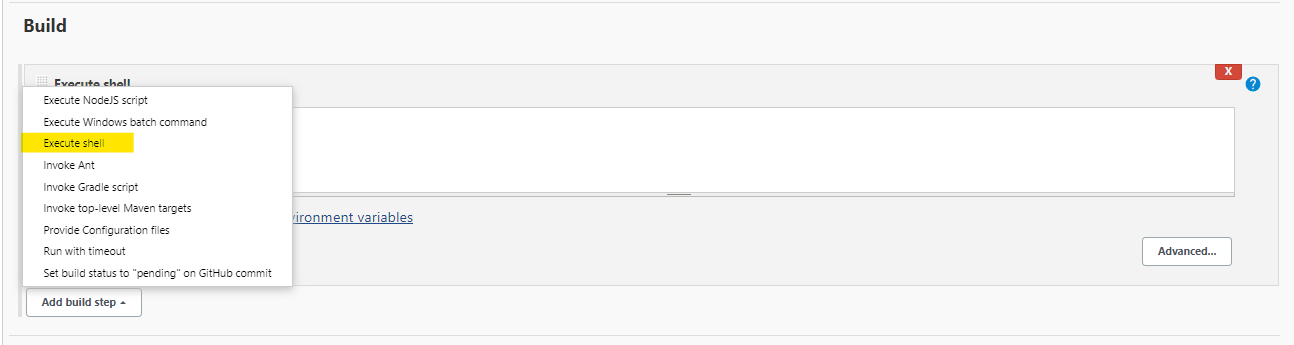 Build
X
Execute shell
?
Execute NodeJS script
Execute Windows batch command
Execute shell
Invoke Ant
Invoke Gradle script
Invoke top-level Maven targets
Provide Configuration files
Run with timeout
Set build status to "pending" on GitHub commit
vironment variables
Advanced...
Add build step